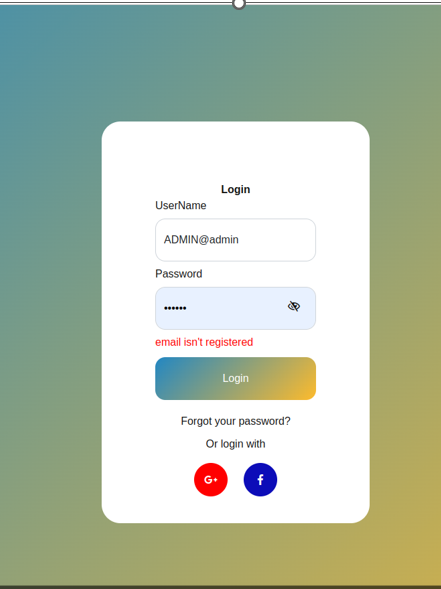 Login
UserName
ADMIN@admin
Password
••••••
email isn't registered
Login
Forgot your password?
Or login with
G+ f